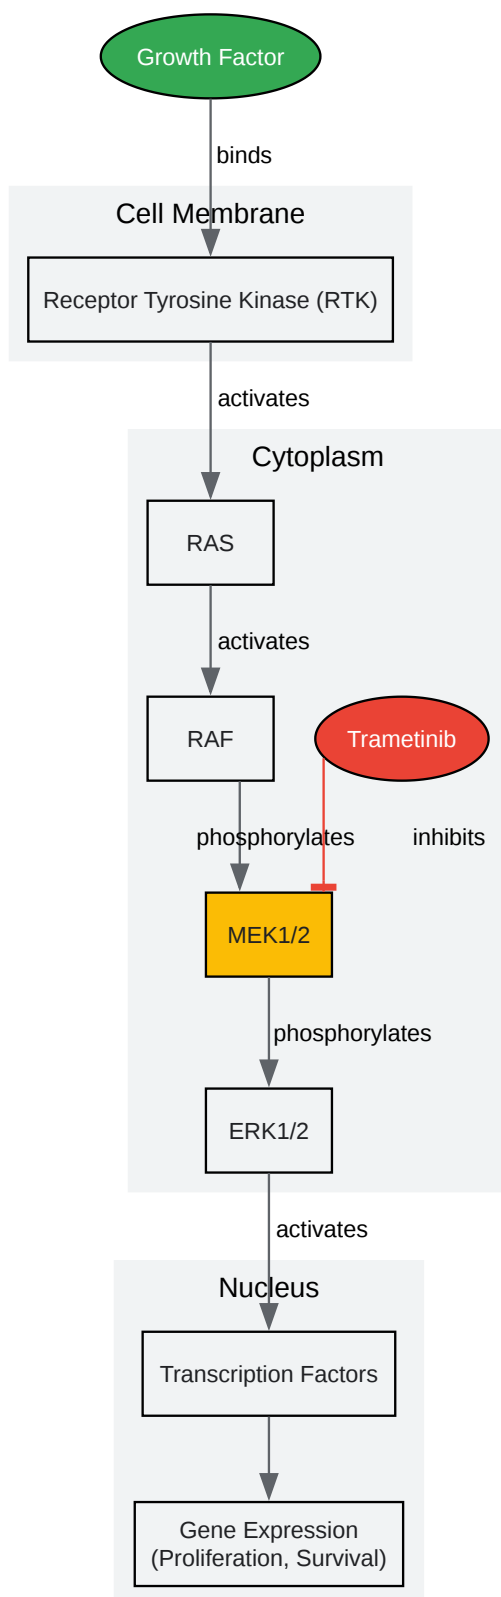 Growth Factor
binds
Cell Membrane
Receptor Tyrosine Kinase (RTK)
activates
Cytoplasm
RAS
activates
RAF
Trametinib
phosphorylates
inhibits
MEK1/2
phosphorylates
ERK1/2
activates
Nucleus
Transcription Factors
Gene Expression
(Proliferation, Survival)